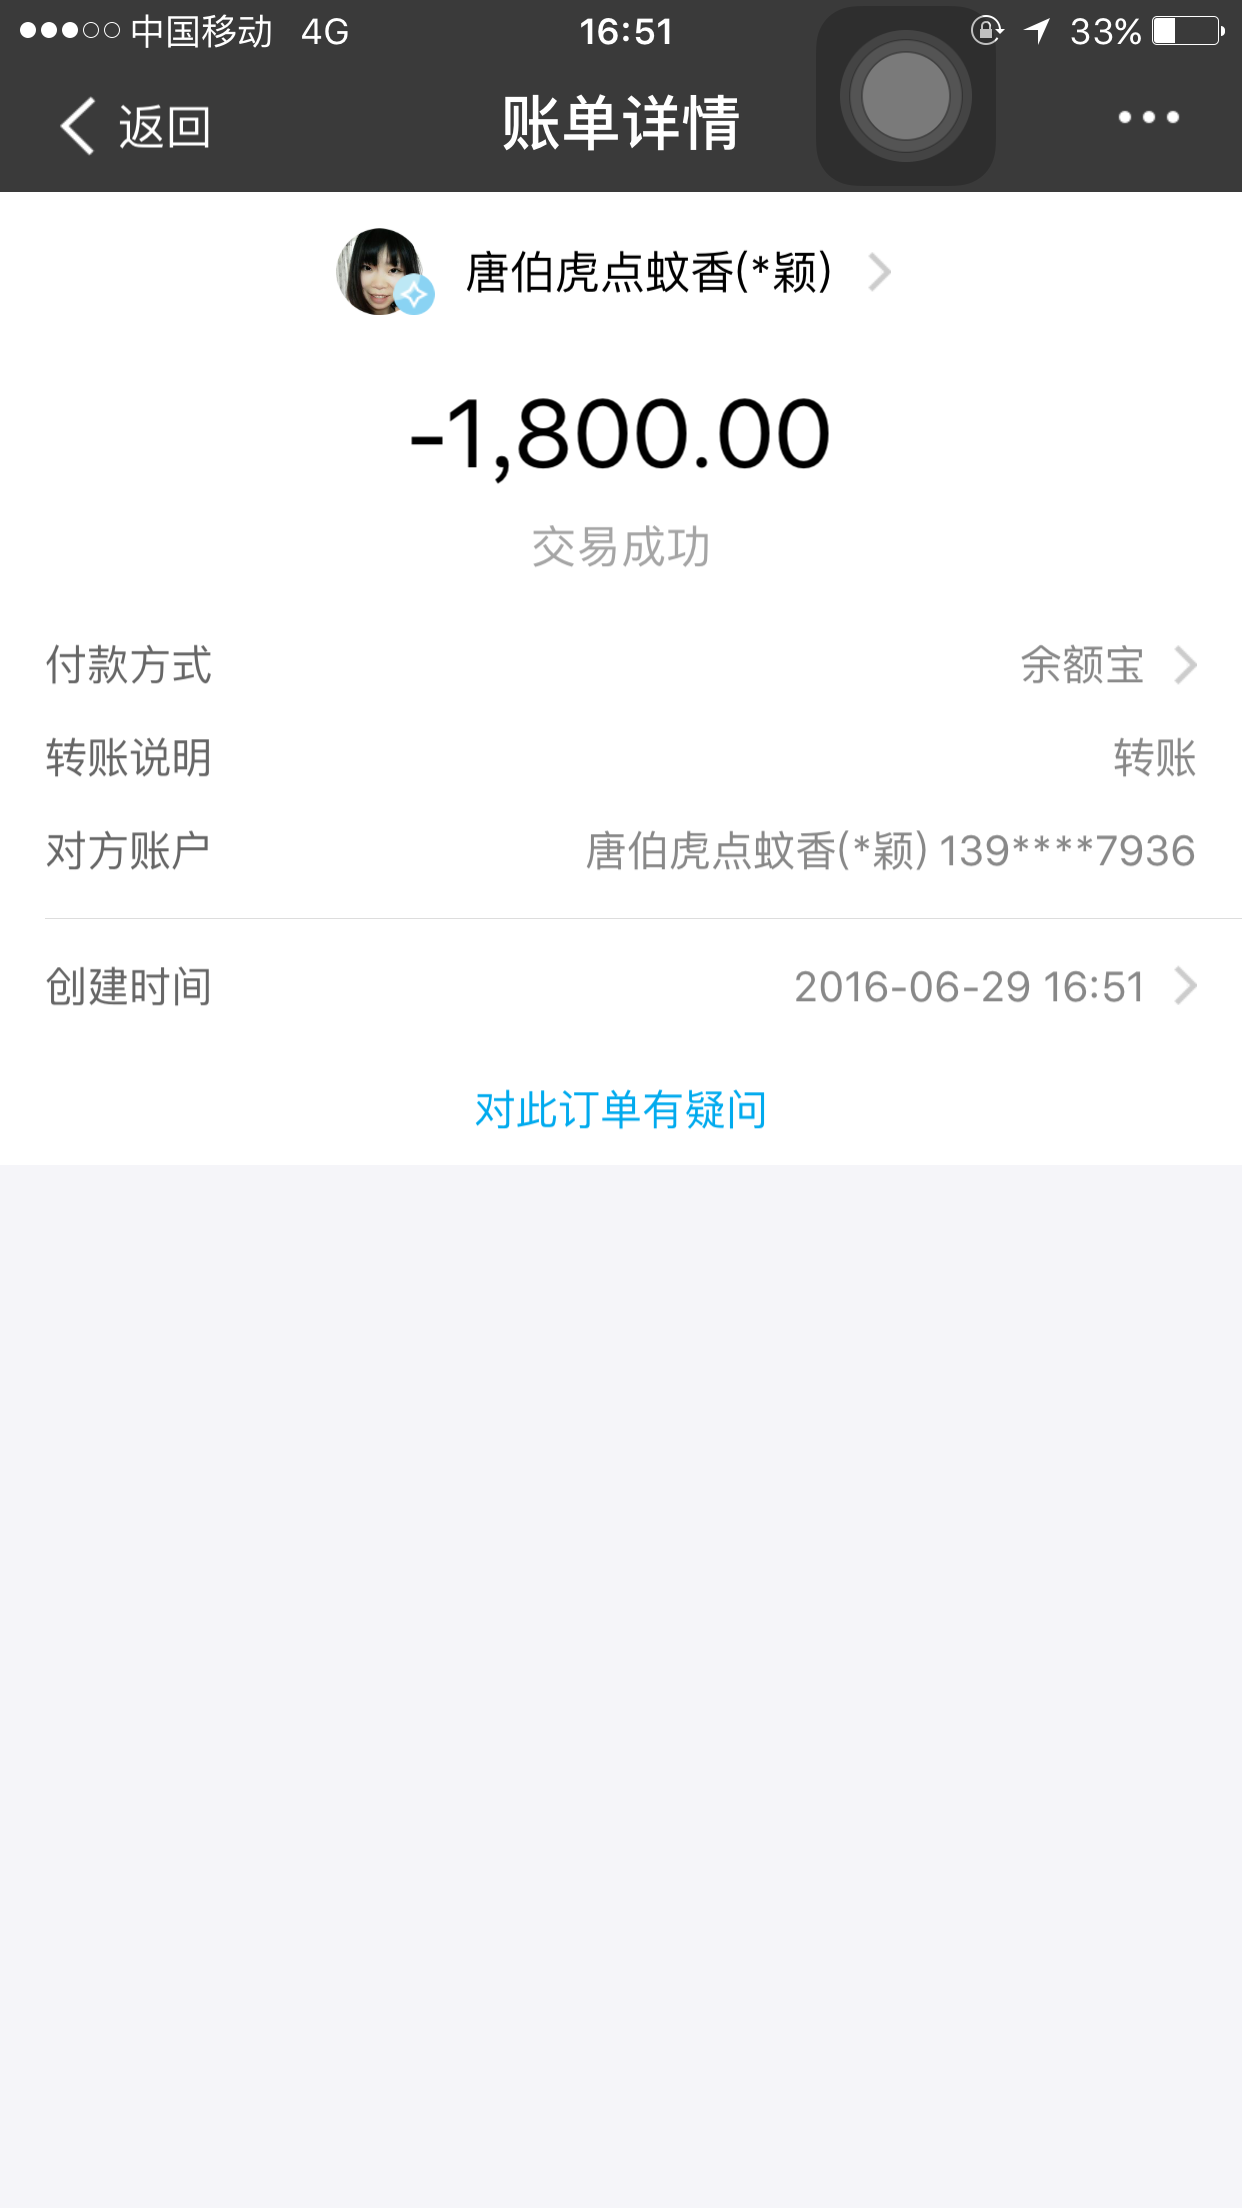 中国移动 4G 16:51 33%
返回 账单详情
唐伯虎点蚊香(*颖)
-1,800.00
交易成功
付款方式 余额宝
转账说明 转账
对方账户 唐伯虎点蚊香(*颖) 139****7936
创建时间 2016-06-29 16:51
对此订单有疑问